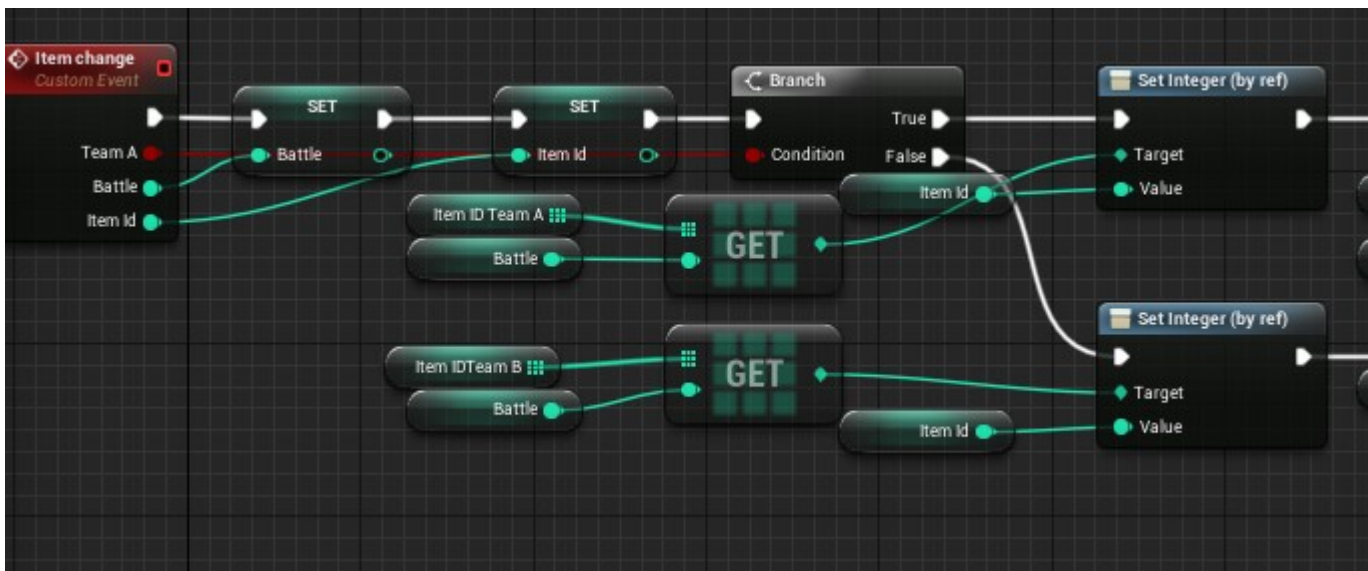 Item change
Custom Event
Team A
Battle
Item Id
SET
Battle
SET
Item Id
Branch
True
Condition
False
Set Integer (by ref)
Target
Value
Item Id
Item ID Team A
Battle
GET
Item IDTeam B
Battle
GET
Item Id
Set Integer (by ref)
Target
Value